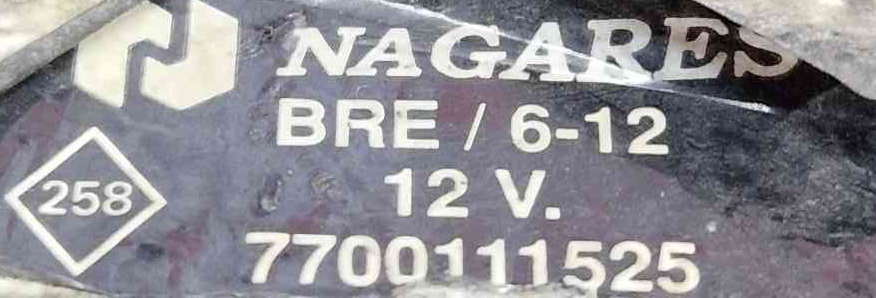 NAGARES
BRE / 6-12
258
12 V.
7700111525